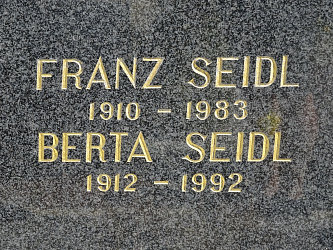 FRANZ SEIDL
1910 – 1983
BERTA SEIDL
1912 – 1992